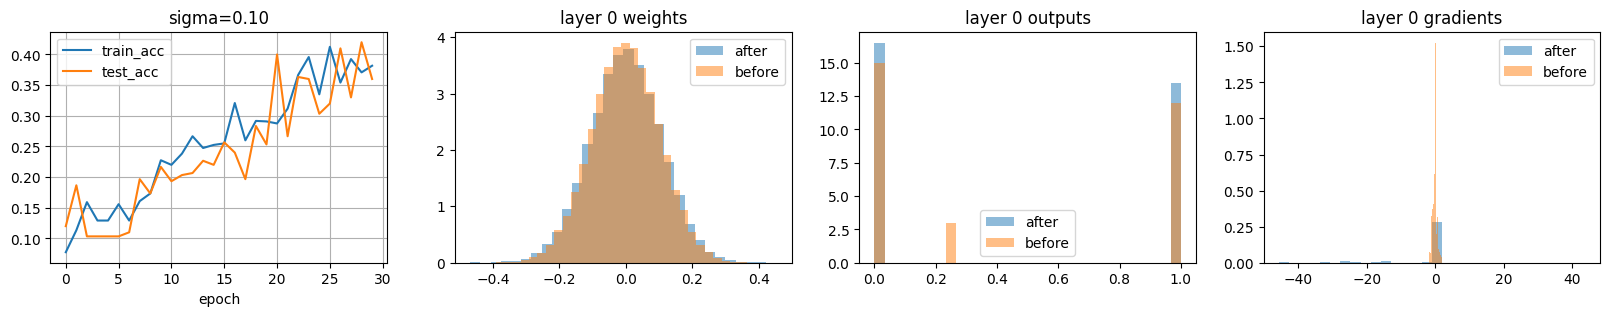 sigma=0.10
train_acc
test_acc
0.40
0.35
0.30
0.25
0.20
0.15
0.10
0 5 10 15 20 25 30
epoch
layer 0 weights
after
before
4
3
2
1
0
−0.4 −0.2 0.0 0.2 0.4
layer 0 outputs
15.0
12.5
10.0
7.5
5.0
2.5
0.0
after
before
0.0 0.2 0.4 0.6 0.8 1.0
layer 0 gradients
after
before
1.50
1.25
1.00
0.75
0.50
0.25
0.00
−40 −20 0 20 40